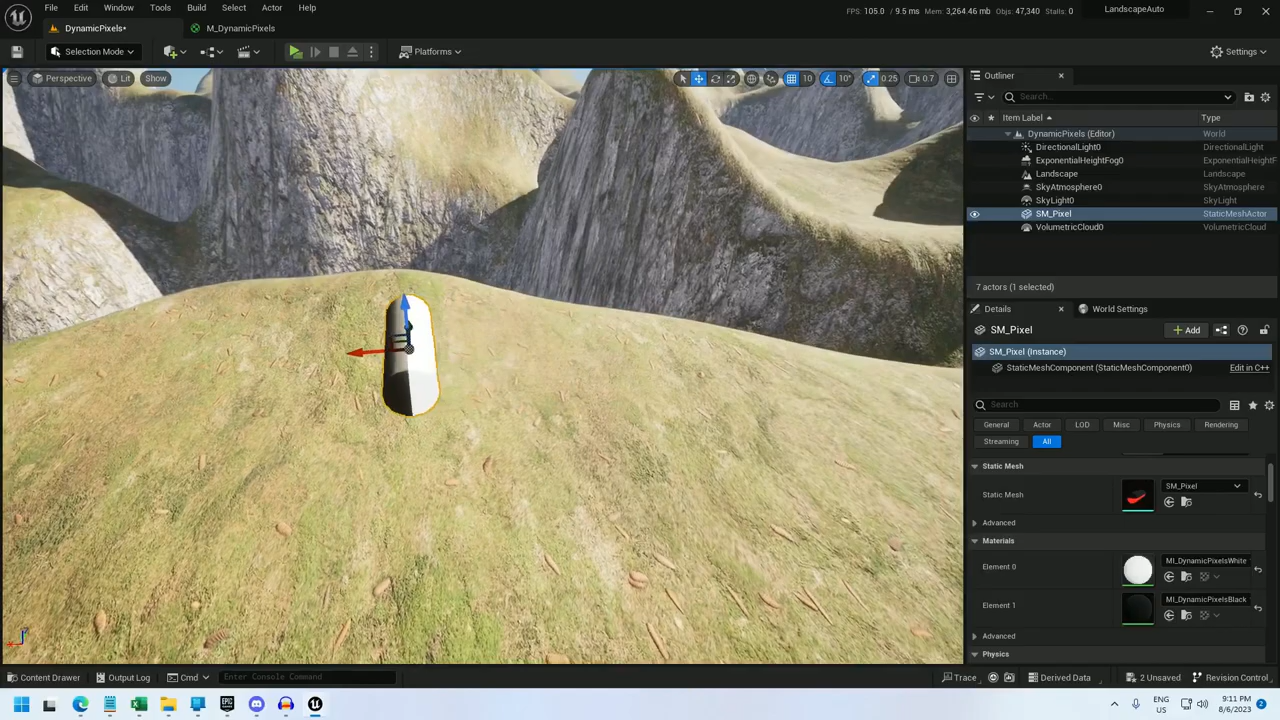 File Edit Window Tools Build Select Actor Help
FPS: 105.0 / 9.5 ms Mem: 3,264.46 mb Objs: 47,340 Stalls: 0
LandscapeAuto
DynamicPixels*
M_DynamicPixels
Selection Mode
Platforms
Settings
Perspective Lit Show
10 10° 0.25 0.7
Outliner
Search...
Item Label Type
DynamicPixels (Editor) World
DirectionalLight0 DirectionalLight
ExponentialHeightFog0 ExponentialHeightF
Landscape Landscape
SkyAtmosphere0 SkyAtmosphere
SkyLight0 SkyLight
SM_Pixel StaticMeshActor
VolumetricCloud0 VolumetricCloud
7 actors (1 selected)
Details World Settings
SM_Pixel Add
SM_Pixel (Instance)
StaticMeshComponent (StaticMeshComponent0) Edit in C++
Search
General Actor LOD Misc Physics Rendering
Streaming All
Static Mesh
Static Mesh SM_Pixel
Advanced
Materials
Element 0 MI_DynamicPixelsWhite
Element 1 MI_DynamicPixelsBlack
Advanced
Physics
Content Drawer Output Log Cmd Enter Console Command
Trace Derived Data 2 Unsaved Revision Control
ENG
US
9:11 PM
8/6/2023
2